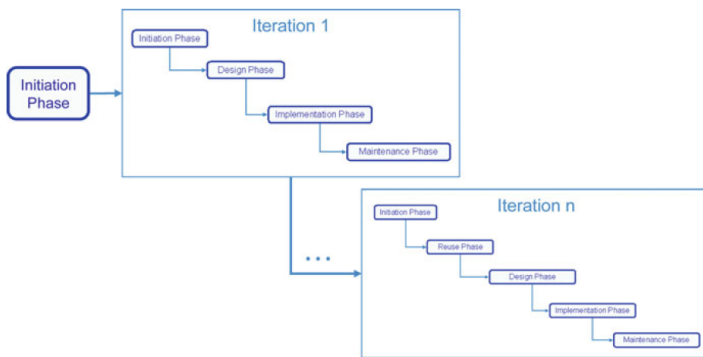 Iteration 1
Initiation Phase
Initiation
Phase
Design Phase
Implementation Phase
Maintenance Phase
Iteration n
Initiation Phase
Reuse Phase
...
Design Phase
Implementation Phase
Maintenance Phase